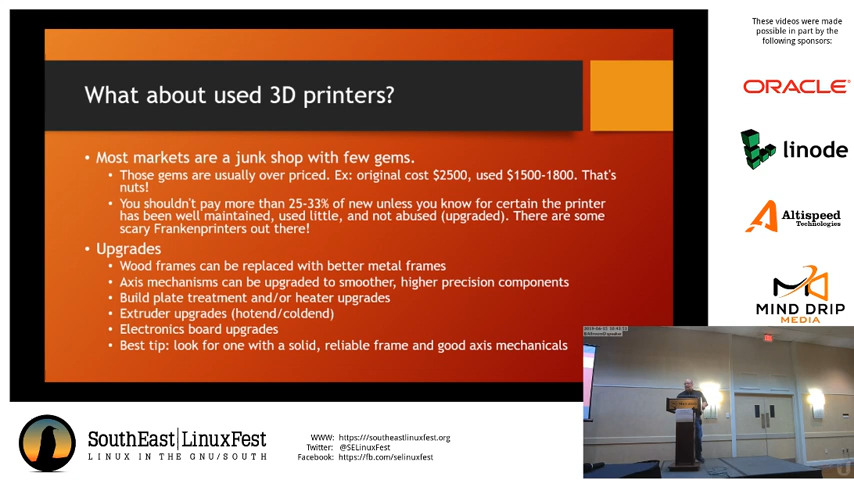 These videos were made
possible in part by the
following sponsors:
ORACLE
linode
Altispeed
Technologies
MIND DRIP
MEDIA
What about used 3D printers?
• Most markets are a junk shop with few gems.
• Those gems are usually over priced. Ex: original cost $2500, used $1500-1800. That's
nuts!
• You shouldn't pay more than 25-33% of new unless you know for certain the printer
has been well maintained, used little, and not abused (upgraded). There are some
scary Frankenprinters out there!
• Upgrades
• Wood frames can be replaced with better metal frames
• Axis mechanisms can be upgraded to smoother, higher precision components
• Build plate treatment and/or heater upgrades
• Extruder upgrades (hotend/coldend)
• Electronics board upgrades
• Best tip: look for one with a solid, reliable frame and good axis mechanicals
SouthEast|LinuxFest
LINUX IN THE GNU/SOUTH
WWW: https:///southeastlinuxfest.org
Twitter: @SELinuxFest
Facebook: https://fb.com/selinuxfest